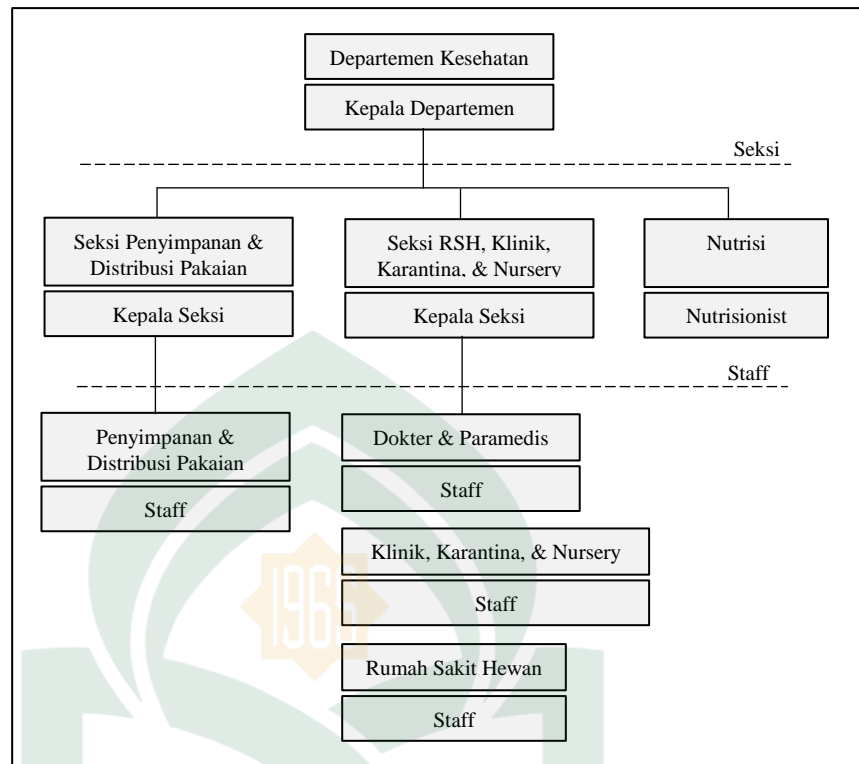 Departemen Kesehatan
Kepala Departemen
Seksi
Seksi Penyimpanan &
Distribusi Pakaian
Kepala Seksi
Seksi RSH, Klinik,
Karantina, & Nursery
Kepala Seksi
Nutrisi
Nutrisionist
Staff
Penyimpanan &
Distribusi Pakaian
Staff
Dokter & Paramedis
Staff
Klinik, Karantina, & Nursery
Staff
Rumah Sakit Hewan
Staff
1965